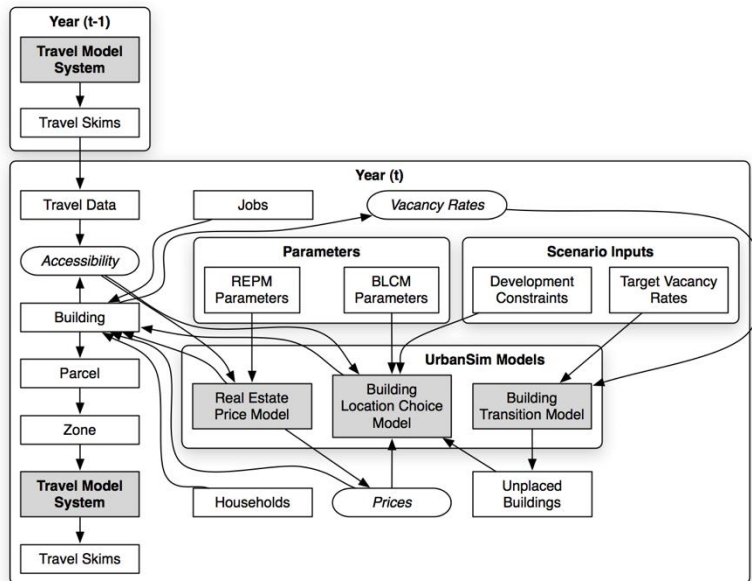 Year (t-1)
Travel Model
System
Travel Skims
Year (t)
Travel Data
Jobs
Vacancy Rates
Accessibility
Parameters
Scenario Inputs
REPM
Parameters
BLCM
Parameters
Development
Constraints
Target Vacancy
Rates
Building
UrbanSim Models
Parcel
Real Estate
Price Model
Building
Location Choice
Model
Building
Transition Model
Zone
Travel Model
System
Households
Prices
Unplaced
Buildings
Travel Skims